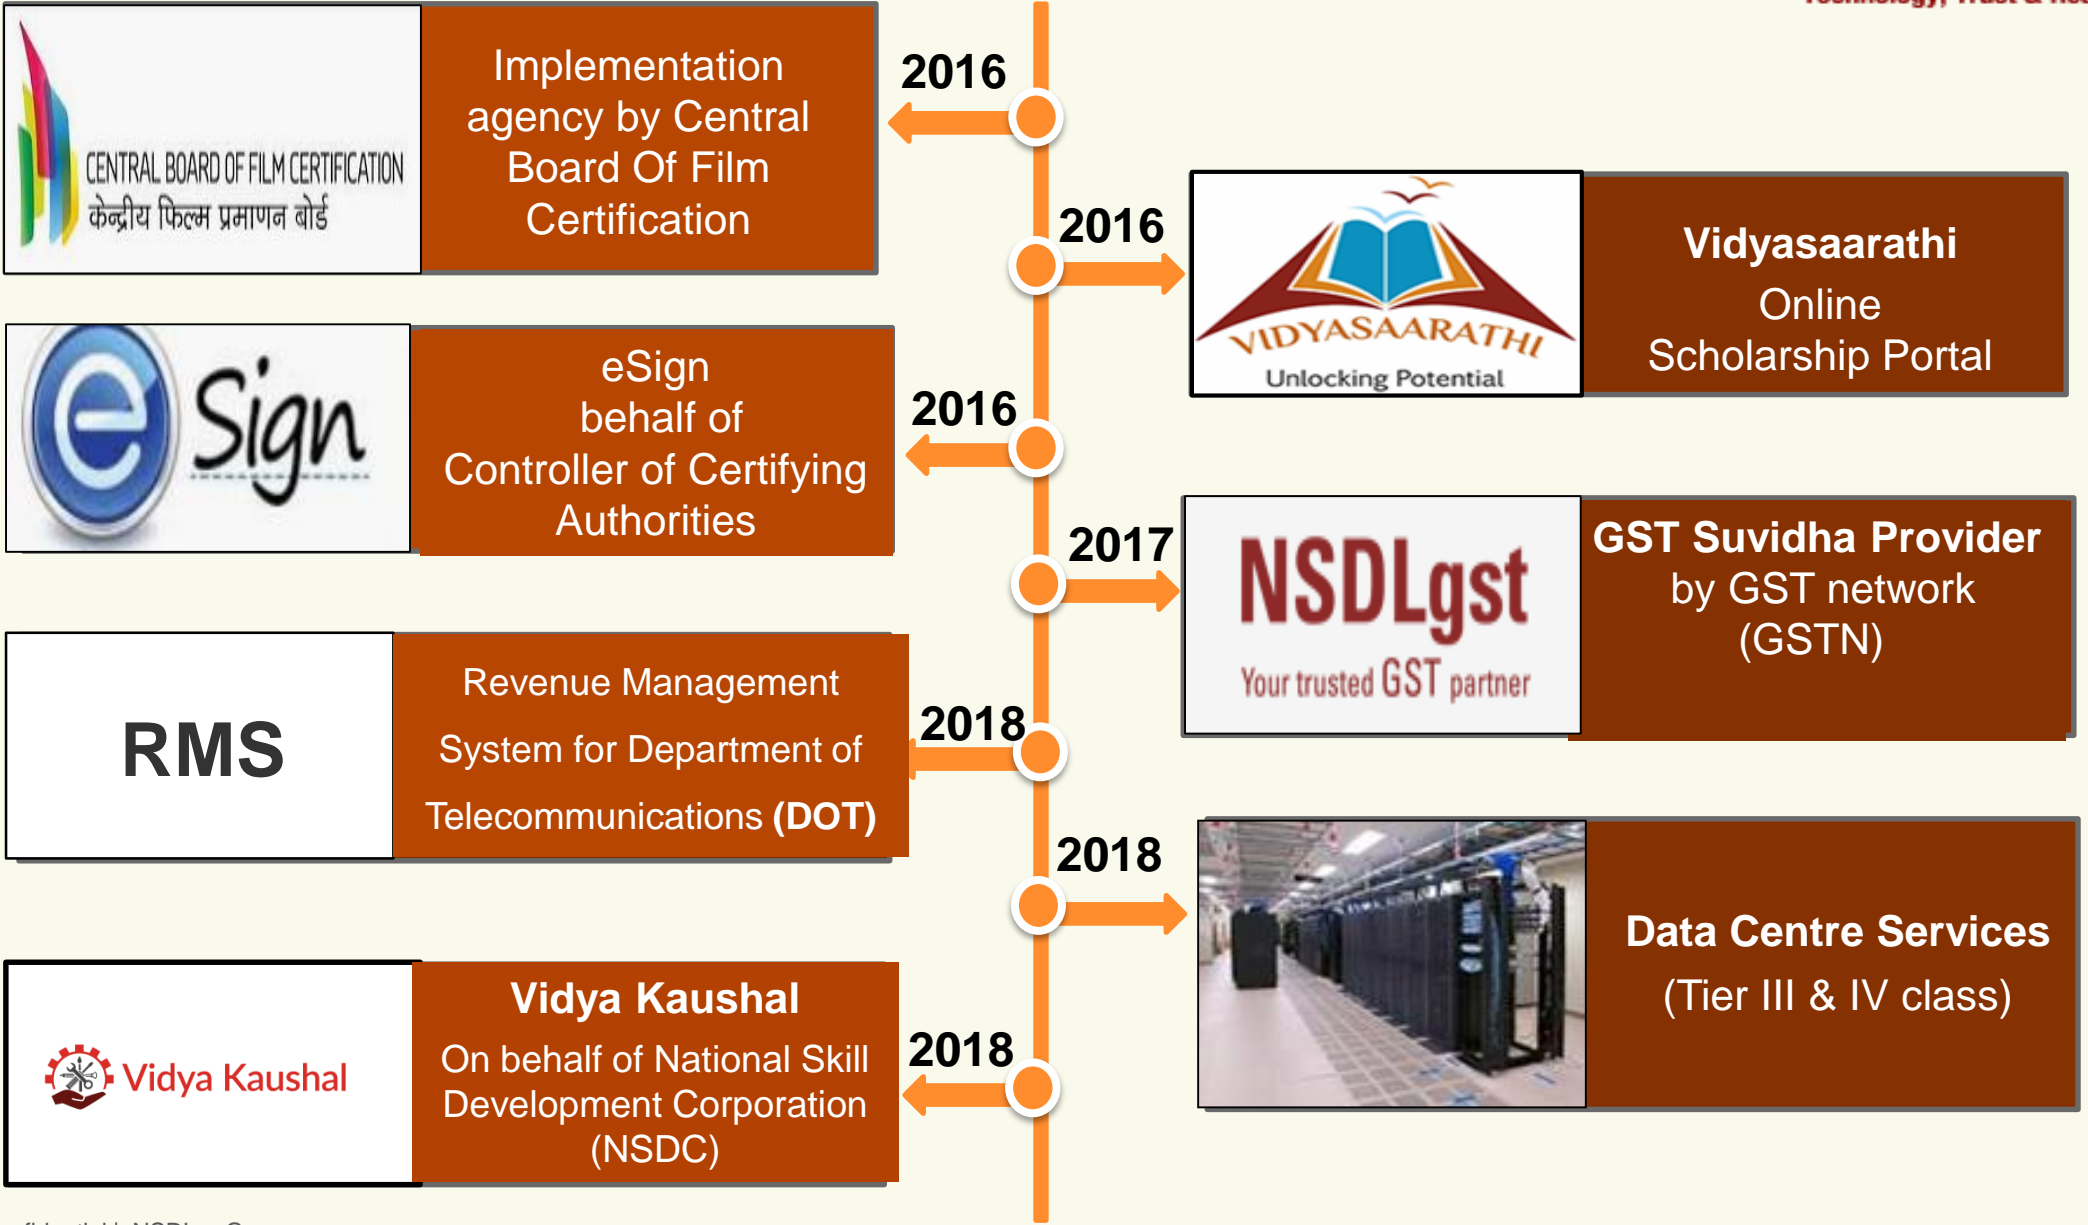 Technology, Trust &
2016
CENTRAL BOARD OF FILM CERTIFICATION
केन्द्रीय फिल्म प्रमाणन बोर्ड
Implementation
agency by Central
Board Of Film
Certification
2016
VIDYASAARATHI
Unlocking Potential
Vidyasaarathi
Online
Scholarship Portal
e Sign
eSign
behalf of
Controller of Certifying
Authorities
2016
2017
NSDLgst
Your trusted GST partner
GST Suvidha Provider
by GST network
(GSTN)
RMS
Revenue Management
System for Department of
Telecommunications (DOT)
2018
2018
Data Centre Services
(Tier III & IV class)
Vidya Kaushal
Vidya Kaushal
On behalf of National Skill
Development Corporation
(NSDC)
2018